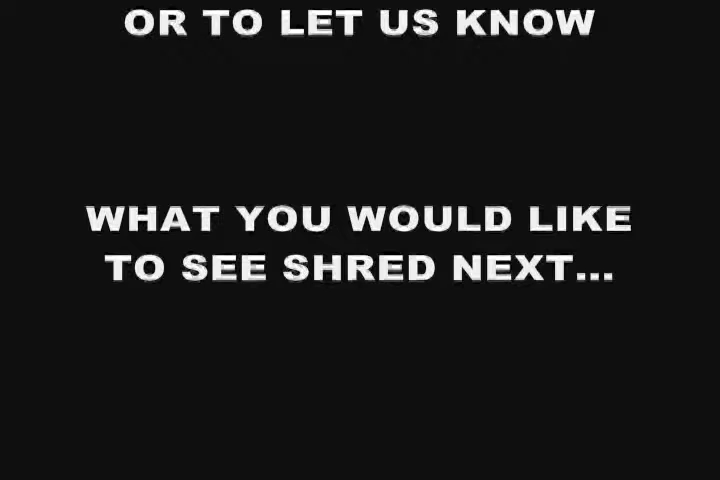 OR TO LET US KNOW
WHAT YOU WOULD LIKE
TO SEE SHRED NEXT...